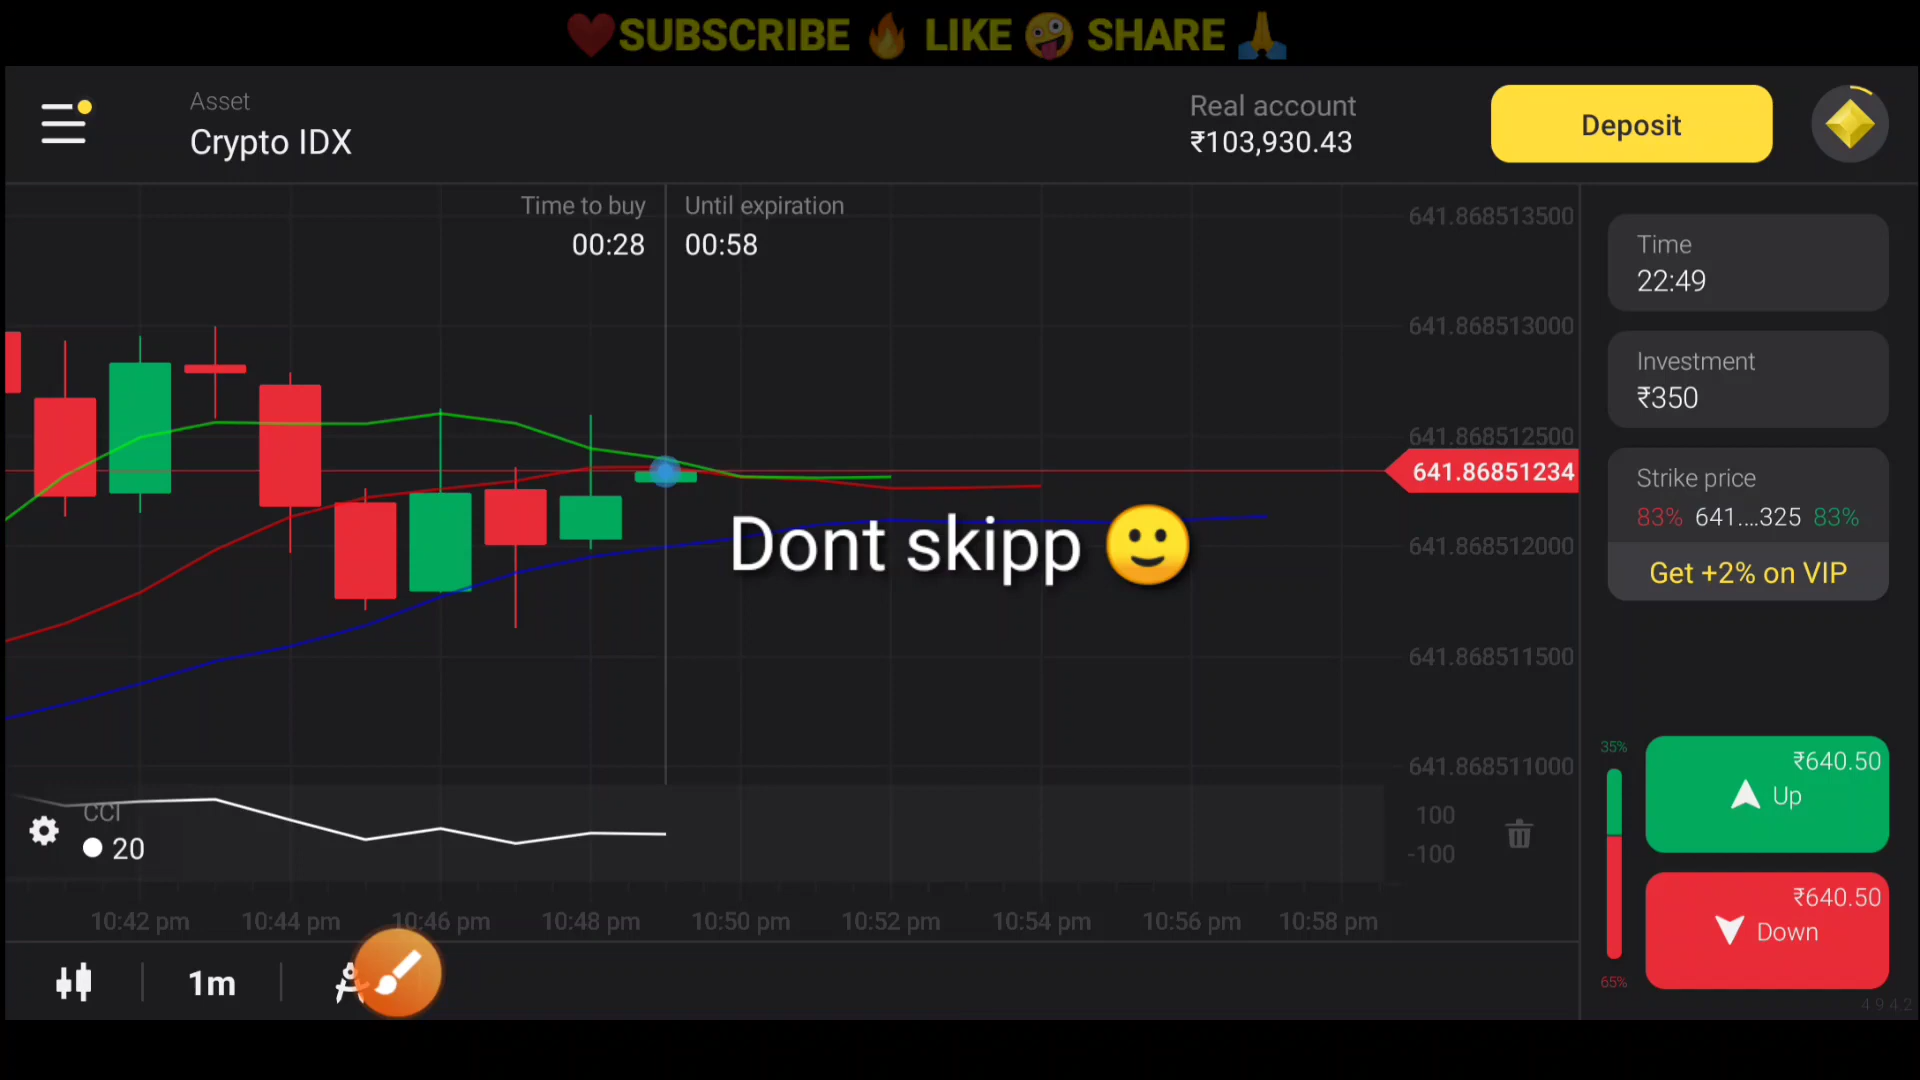 ❤️SUBSCRIBE 🔥 LIKE 🤪 SHARE 🙏
Asset
Crypto IDX
Real account
₹103,930.43
Deposit
Time to buy
00:28
Until expiration
00:58
641.868513500
641.868513000
641.868512500
641.86851234
641.868512000
641.868511500
641.868511000
Dont skipp 🙂
Time
22:49
Investment
₹350
Strike price
83% 641....325 83%
Get +2% on VIP
35%
₹640.50
Up
₹640.50
Down
65%
4.9.4.2
CCI
20
100
-100
10:42 pm 10:44 pm 10:46 pm 10:48 pm 10:50 pm 10:52 pm 10:54 pm 10:56 pm 10:58 pm
1m